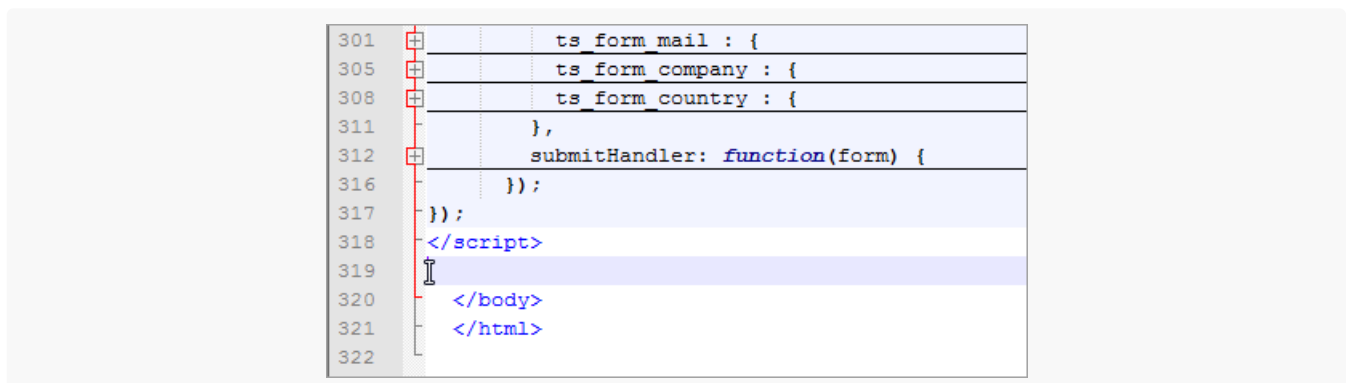 301 ts_form_mail : {
305 ts_form_company : {
308 ts_form_country : {
311 },
312 submitHandler: function(form) {
316 });
317 });
318 </script>
319
320 </body>
321 </html>
322